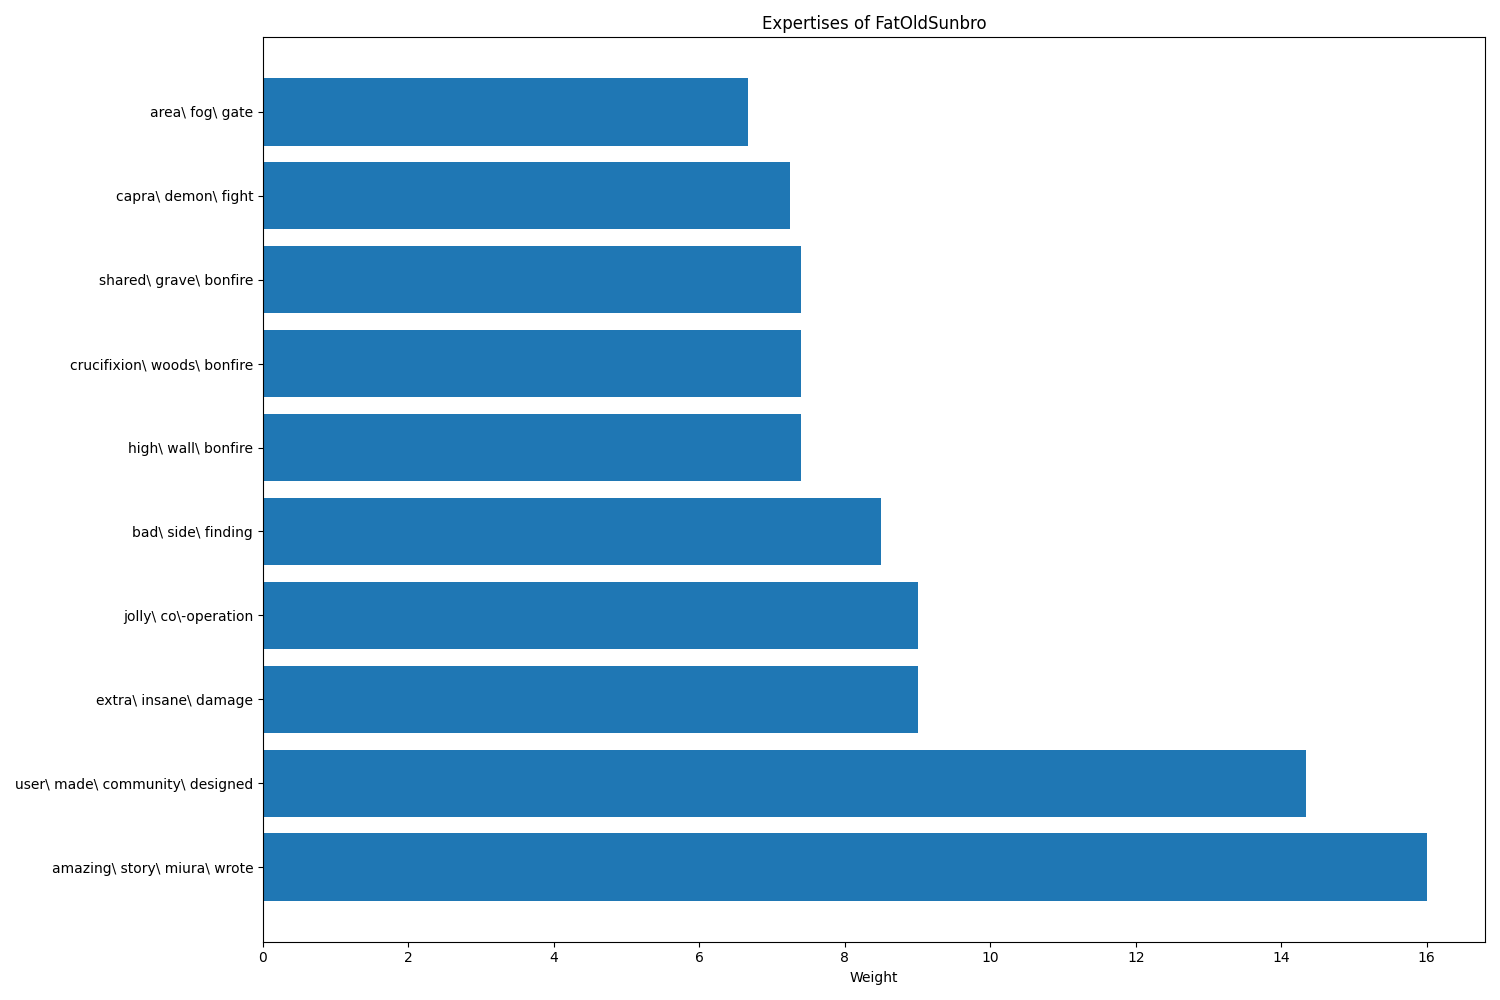 Expertises of FatOldSunbro
area\ fog\ gate
capra\ demon\ fight
shared\ grave\ bonfire
crucifixion\ woods\ bonfire
high\ wall\ bonfire
bad\ side\ finding
jolly\ co\-operation
extra\ insane\ damage
user\ made\ community\ designed
amazing\ story\ miura\ wrote
0 2 4 6 8 10 12 14 16
Weight